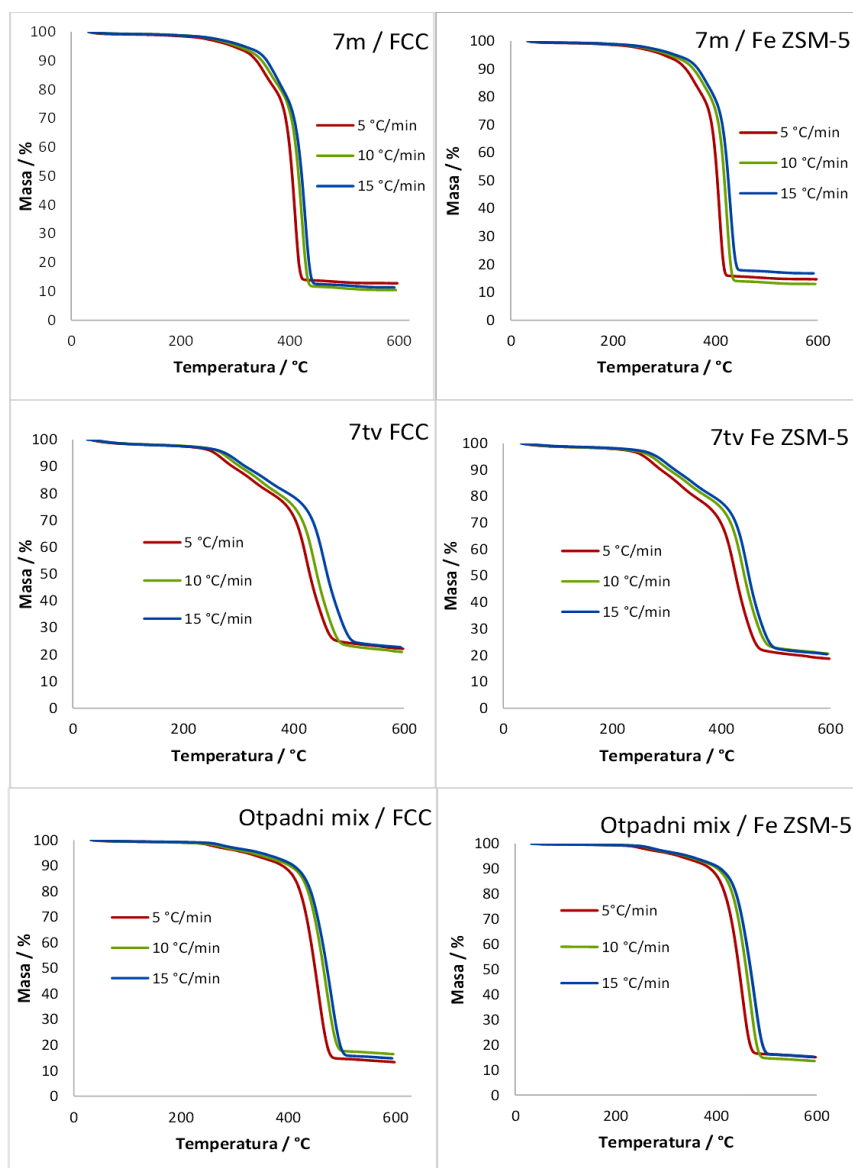 7m / FCC
100
90
80
70
60
50
40
30
20
10
0
Masa / %
5 °C/min
10 °C/min
15 °C/min
0 200 400 600
Temperatura / °C
7m / Fe ZSM-5
100
90
80
70
60
50
40
30
20
10
0
Masa / %
5 °C/min
10 °C/min
15 °C/min
0 200 400 600
Temperatura / °C
7tv FCC
100
90
80
70
60
50
40
30
20
10
0
Masa / %
5 °C/min
10 °C/min
15 °C/min
0 200 400 600
Temperatura / °C
7tv Fe ZSM-5
100
90
80
70
60
50
40
30
20
10
0
Masa / %
5 °C/min
10 °C/min
15 °C/min
0 200 400 600
Temperatura / °C
Otpadni mix / FCC
100
90
80
70
60
50
40
30
20
10
0
Masa / %
5 °C/min
10 °C/min
15 °C/min
0 200 400 600
Temperatura / °C
Otpadni mix / Fe ZSM-5
100
90
80
70
60
50
40
30
20
10
0
Masa / %
5°C/min
10 °C/min
15 °C/min
0 200 400 600
Temperatura / °C